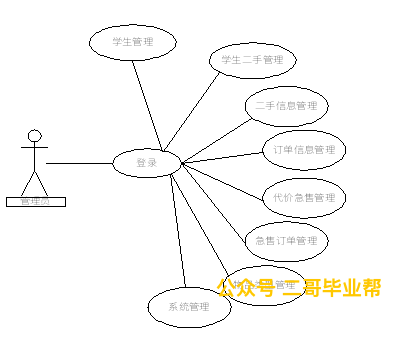 学生管理
学生二手管理
二手信息管理
订单信息管理
登录
代价急售管理
管理员
急售订单管理
公众号 二哥毕业帮
管理
系统管理